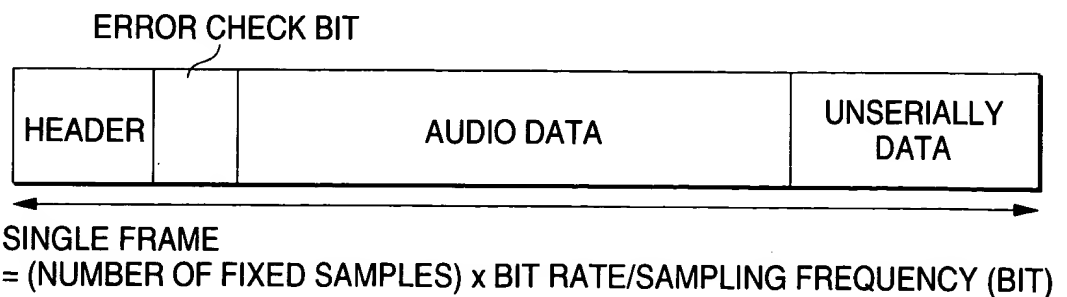 ERROR CHECK BIT
HEADER
AUDIO DATA
UNSERIALLY
DATA
SINGLE FRAME
= (NUMBER OF FIXED SAMPLES) x BIT RATE/SAMPLING FREQUENCY (BIT)